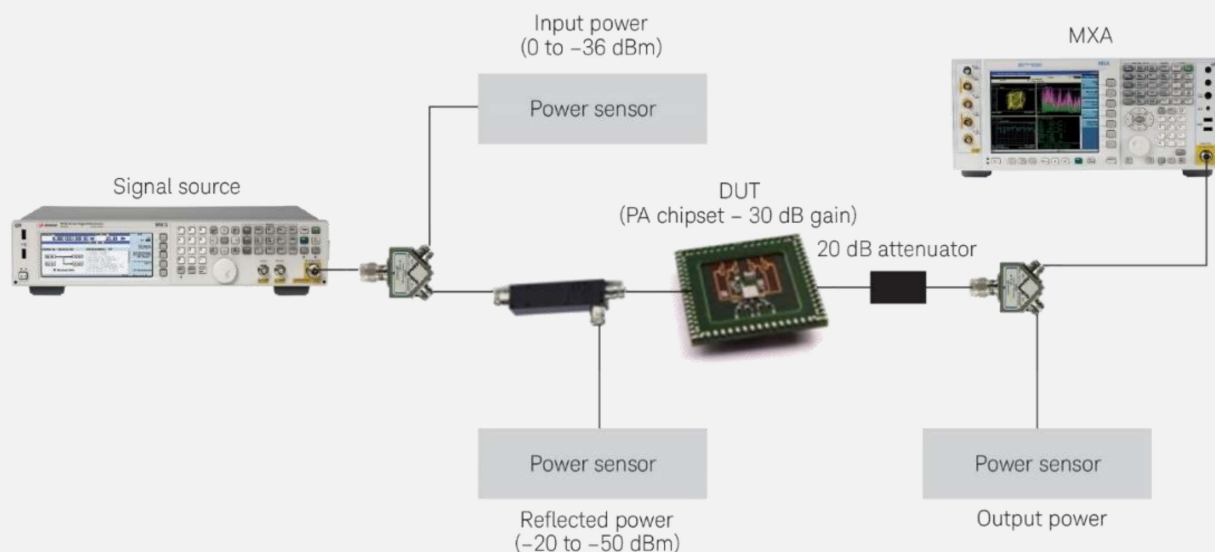 Input power
(0 to –36 dBm)
MXA
Power sensor
Signal source
DUT
(PA chipset – 30 dB gain)
20 dB attenuator
Power sensor
Reflected power
(–20 to –50 dBm)
Power sensor
Output power